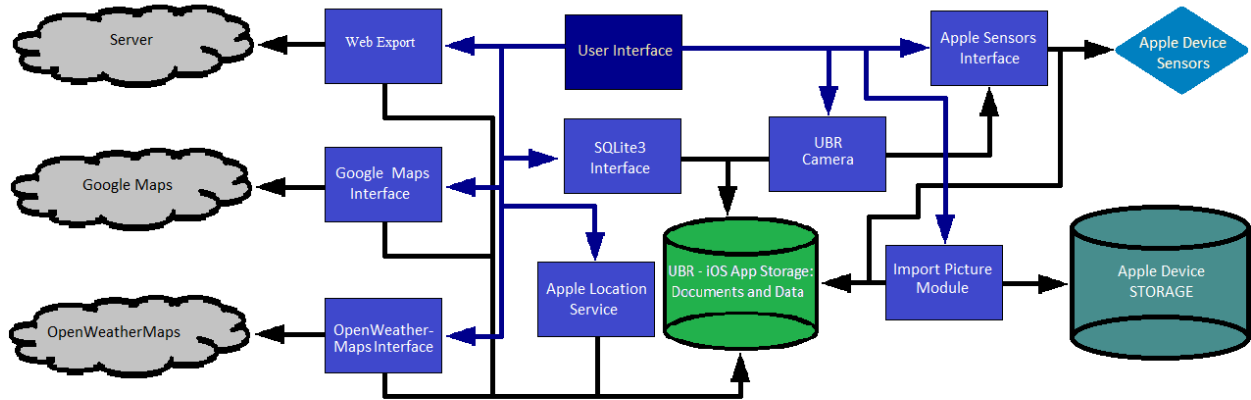 Server
Web Export
User Interface
Apple Sensors
Interface
Apple Device
Sensors
SQLite3
Interface
UBR
Camera
Google Maps
Google Maps
Interface
UBR - iOS App Storage:
Documents and Data
Apple Location
Service
Import Picture
Module
Apple Device
STORAGE
OpenWeatherMaps
OpenWeather-
Maps Interface